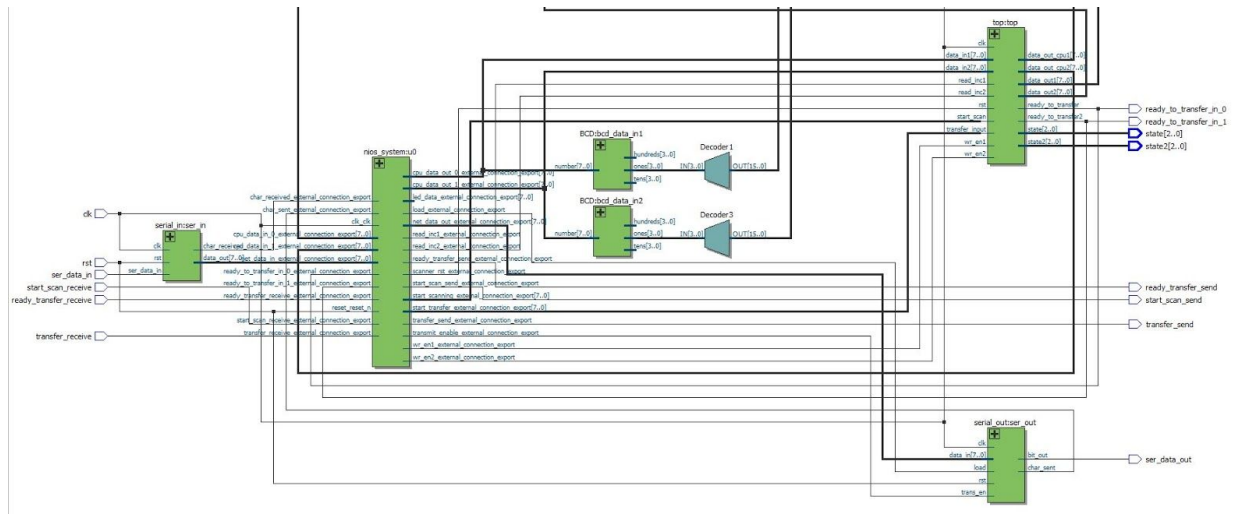 top:top
clk
data_in1[7..0]
data_in2[7..0]
read_inc1
read_inc2
rst
start_scan
transfer_input
wr_en1
wr_en2
data_out_cpu1[7..0]
data_out_cpu2[7..0]
data_out1[7..0]
data_out2[7..0]
ready_to_transfer
ready_to_transfer2
state[2..0]
state2[2..0]
ready_to_transfer_in_0
ready_to_transfer_in_1
state[2..0]
state2[2..0]
BCD:bcd_data_in1
number[7..0]
hundreds[3..0]
ones[3..0]
tens[3..0]
Decoder1
IN[3..0]
OUT[15..0]
BCD:bcd_data_in2
number[7..0]
hundreds[3..0]
ones[3..0]
tens[3..0]
Decoder3
IN[3..0]
OUT[15..0]
nios_system:u0
char_received_external_connection_export
char_sent_external_connection_export
clk_clk
cpu_data_in_0_external_connection_export[7..0]
cpu_data_in_1_external_connection_export[7..0]
net_data_in_external_connection_export[7..0]
ready_to_transfer_in_0_external_connection_export
ready_to_transfer_in_1_external_connection_export
ready_transfer_receive_external_connection_export
reset_reset_n
start_scan_receive_external_connection_export
transfer_receive_external_connection_export
cpu_data_out_0_external_connection_export[7..0]
cpu_data_out_1_external_connection_export[7..0]
led_data_external_connection_export[7..0]
load_external_connection_export
net_data_out_external_connection_export[7..0]
read_inc1_external_connection_export
read_inc2_external_connection_export
ready_transfer_send_external_connection_export
scanner_rst_external_connection_export
start_scan_send_external_connection_export
start_scanning_external_connection_export[7..0]
start_transfer_external_connection_export[7..0]
transfer_send_external_connection_export
transmit_enable_external_connection_export
wr_en1_external_connection_export
wr_en2_external_connection_export
clk
rst
ser_data_in
start_scan_receive
ready_transfer_receive
transfer_receive
serial_in:ser_in
clk
rst
ser_data_in
char_received
data_out[7..0]
ready_transfer_send
start_scan_send
transfer_send
serial_out:ser_out
clk
data_in[7..0]
load
rst
trans_en
bit_out
char_sent
ser_data_out